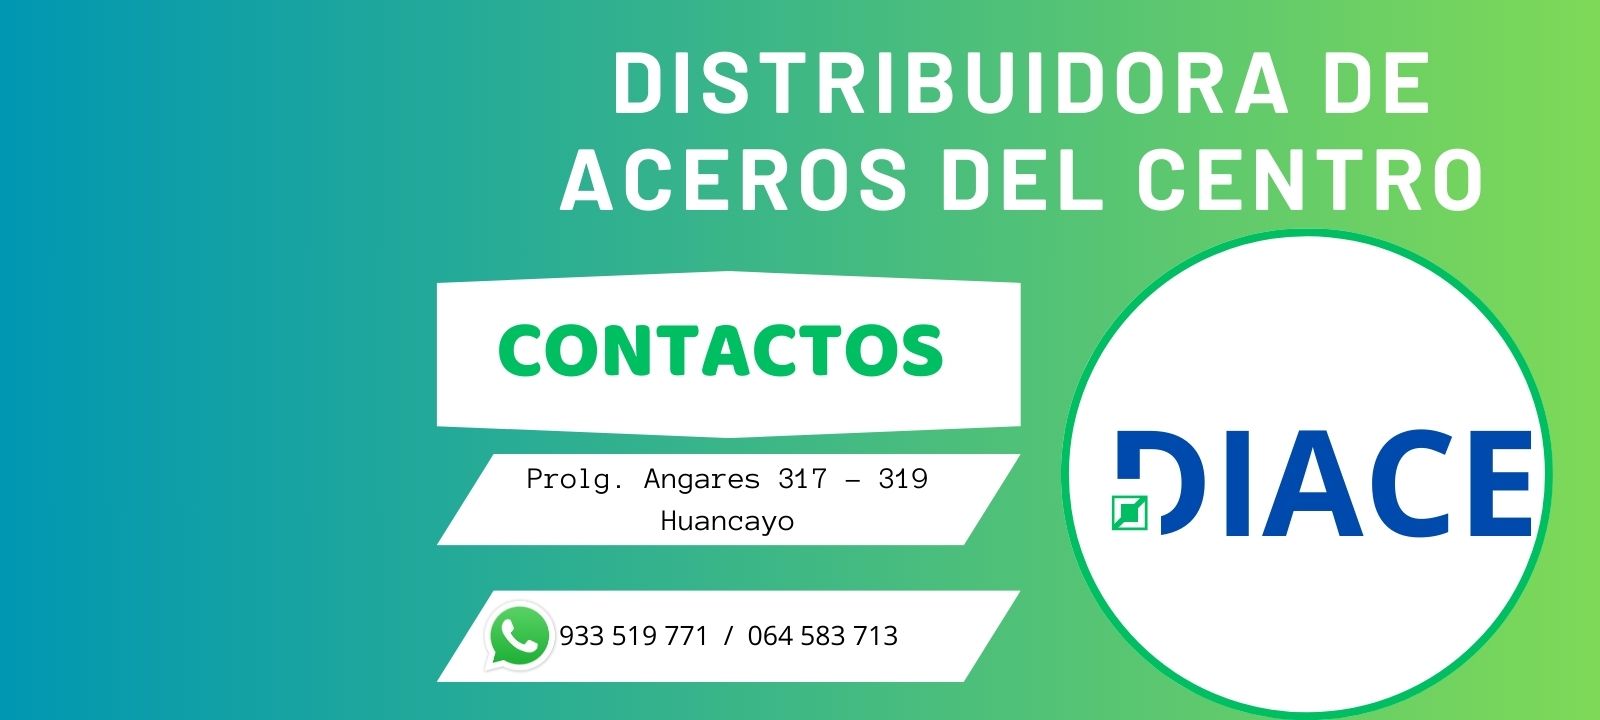 DISTRIBUIDORA DE
ACEROS DEL CENTRO
CONTACTOS
Prolg. Angares 317 – 319
Huancayo
933 519 771 / 064 583 713
DIACE